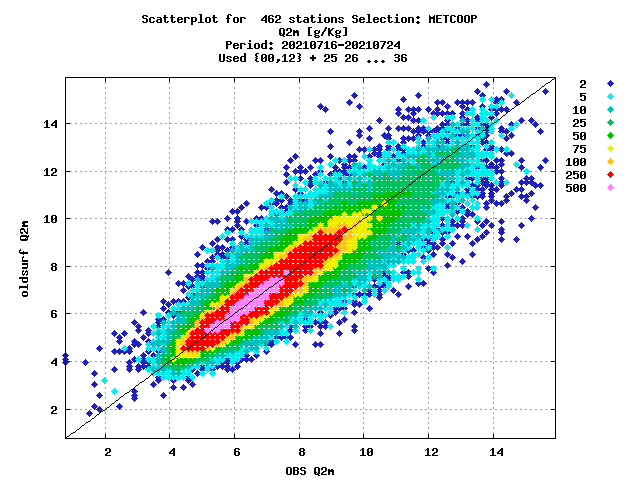 Scatterplot for  462 stations Selection: METCOOP
Q2m [g/Kg]
Period: 20210716-20210724
Used {00,12} + 25 26 ... 36
2
5
10
25
50
75
100
250
500
14
12
10
8
6
4
2
oldsurf Q2m
2 4 6 8 10 12 14
OBS Q2m